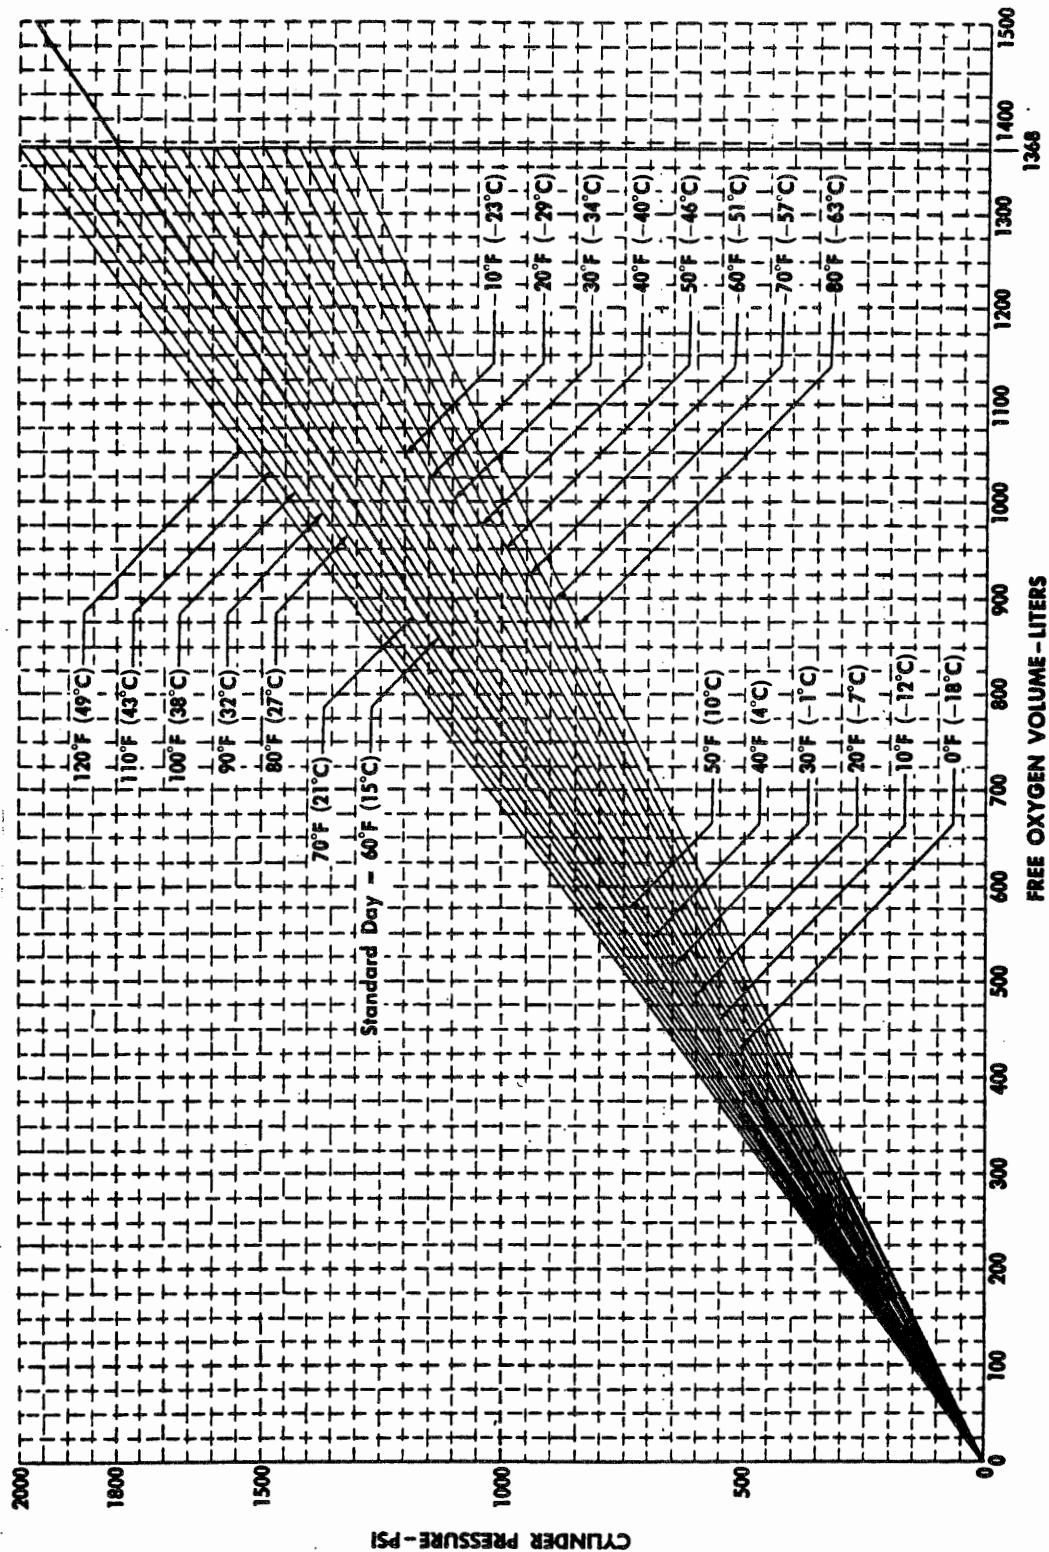 CYLINDER PRESSURE-PSI
2000
1800
1500
1000
500
0
120°F (49°C)
110°F (43°C)
100°F (38°C)
90°F (32°C)
80°F (27°C)
70°F (21°C)
Standard Day - 60°F (15°C)
50°F (10°C)
40°F (4°C)
30°F (-1°C)
20°F (-7°C)
10°F (-12°C)
0°F (-18°C)
-10°F (-23°C)
-20°F (-29°C)
-30°F (-34°C)
-40°F (-40°C)
-50°F (-46°C)
-60°F (-51°C)
-70°F (-57°C)
-80°F (-63°C)
0
100
200
300
400
500
600
700
800
900
1000
1100
1200
1300
1368
1400
1500
FREE OXYGEN VOLUME-LITERS